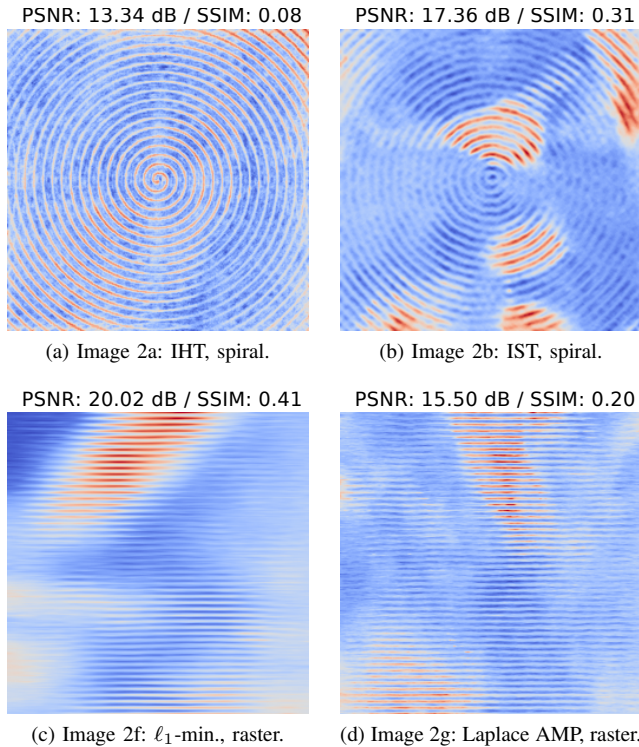 PSNR: 13.34 dB / SSIM: 0.08
PSNR: 17.36 dB / SSIM: 0.31
(a) Image 2a: IHT, spiral.
(b) Image 2b: IST, spiral.
PSNR: 20.02 dB / SSIM: 0.41
PSNR: 15.50 dB / SSIM: 0.20
(c) Image 2f: ℓ₁-min., raster.
(d) Image 2g: Laplace AMP, raster.